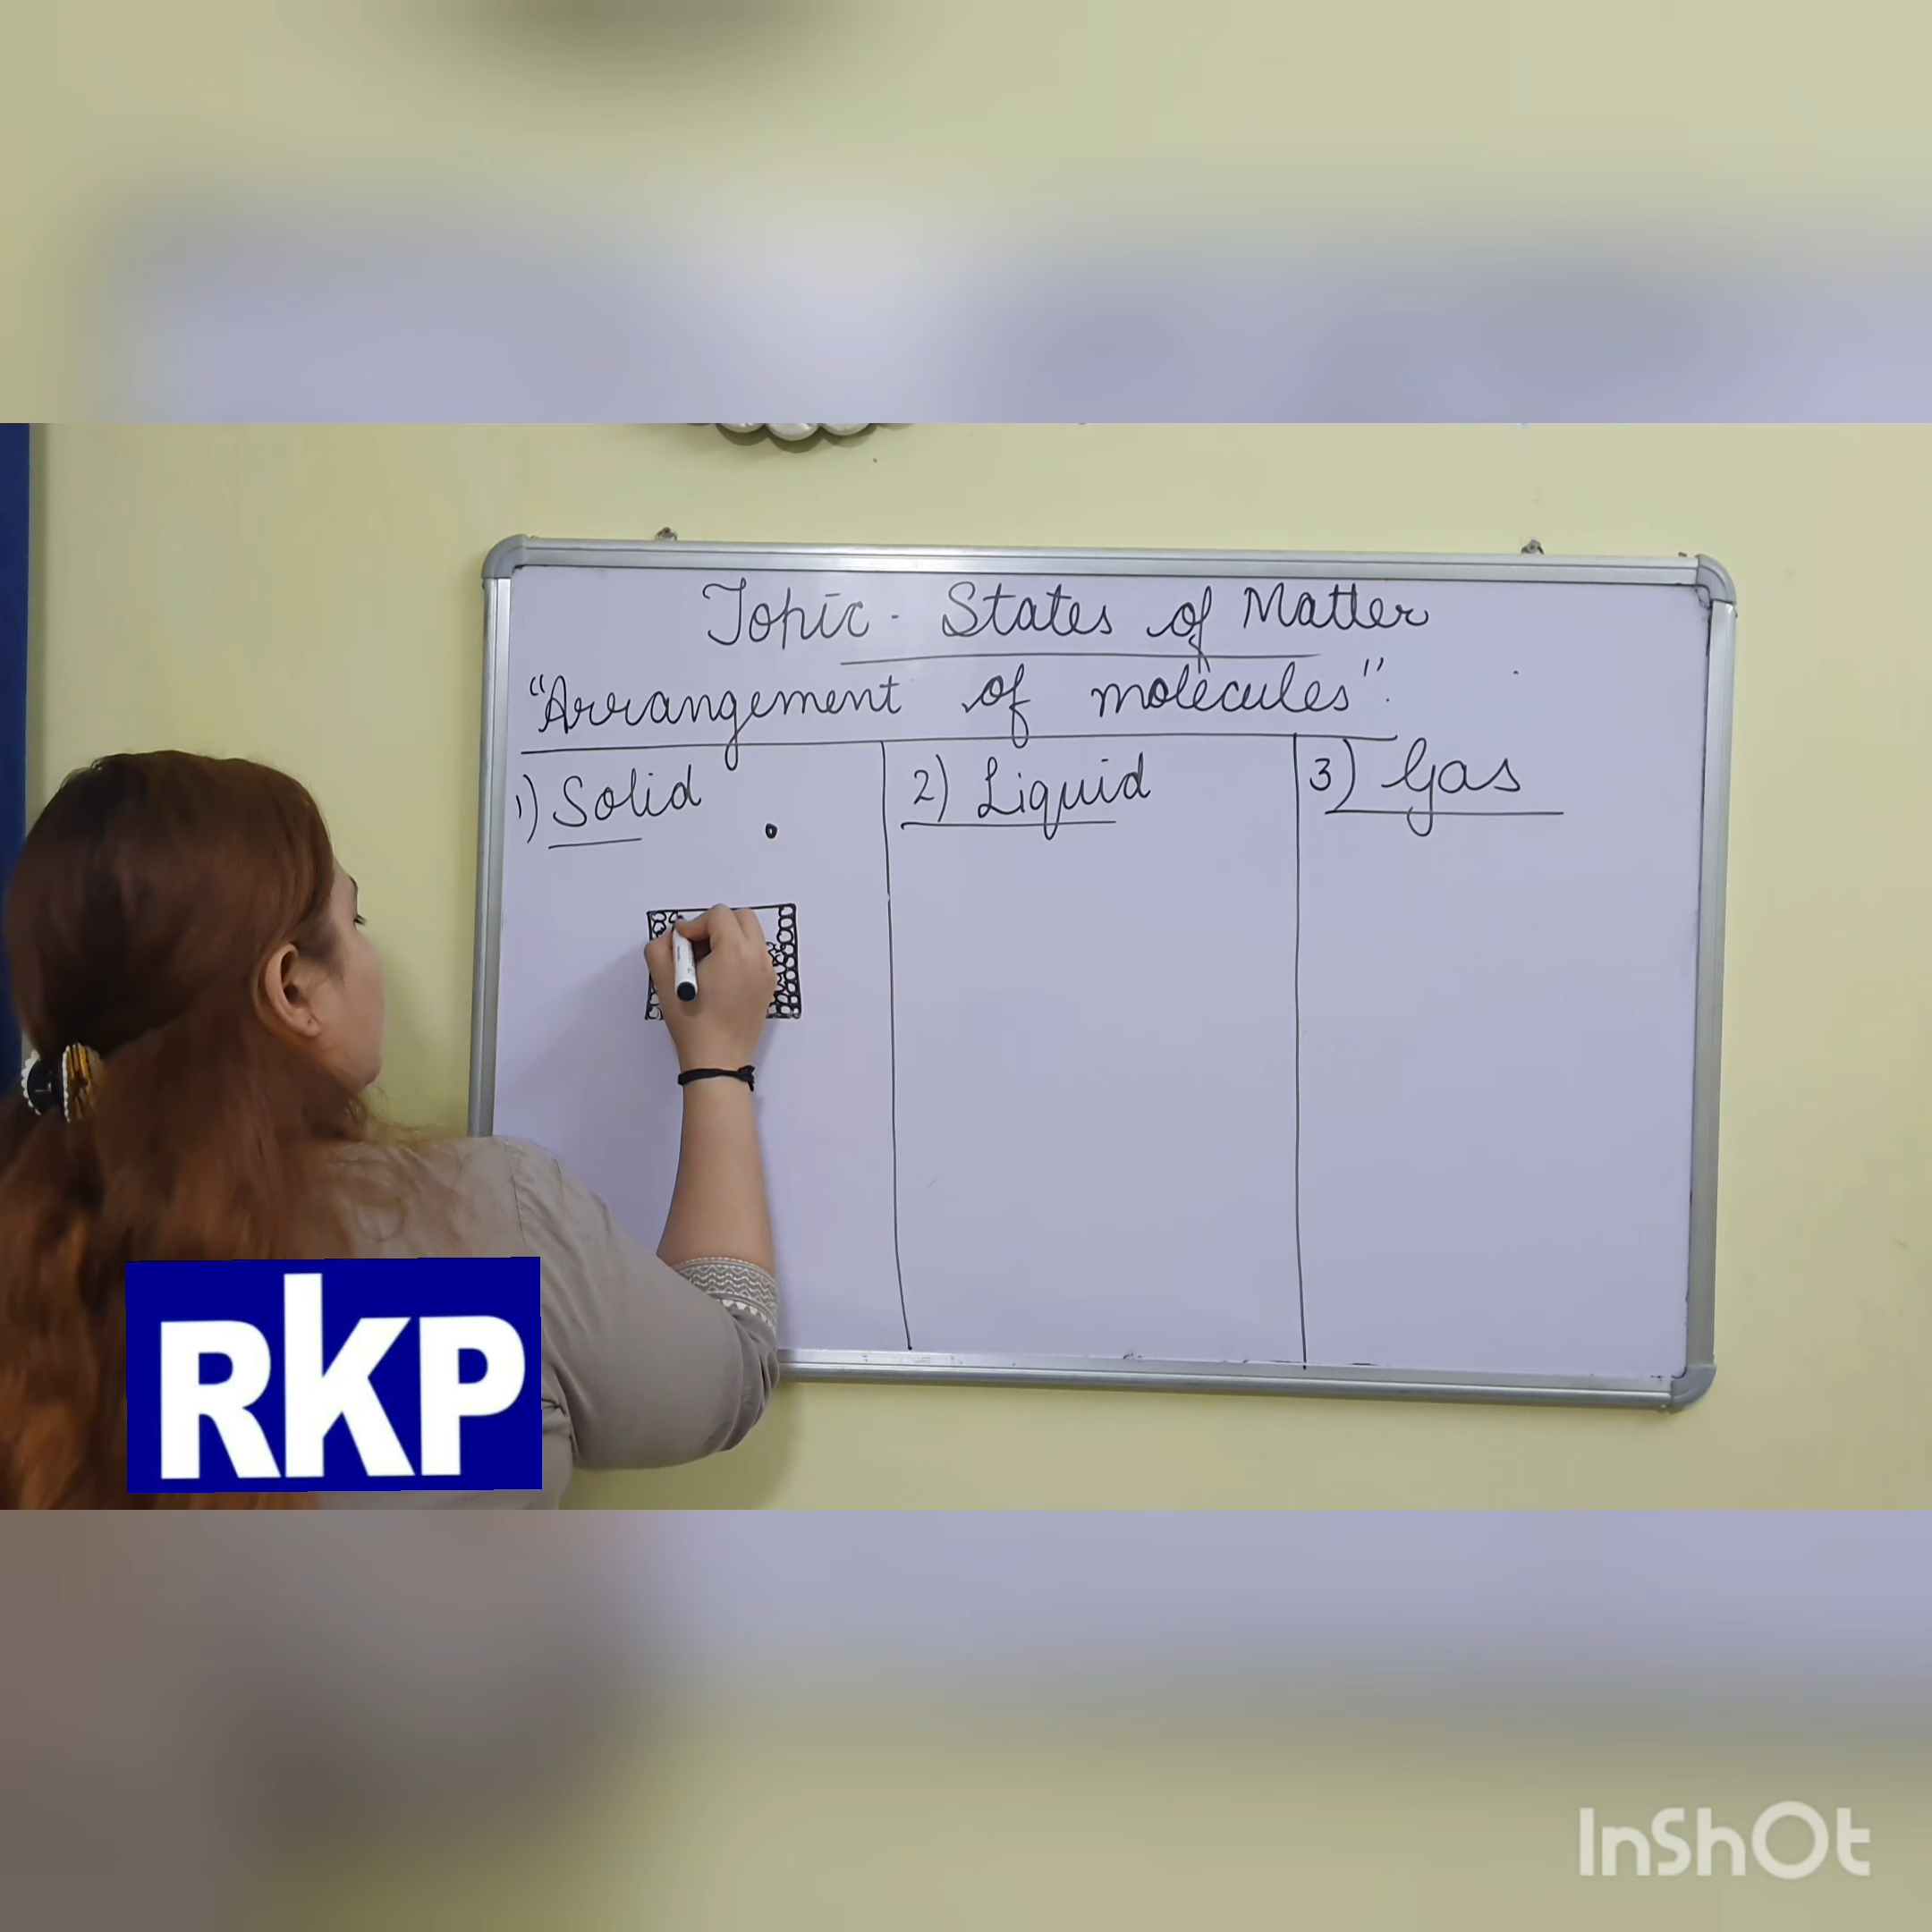 Topic - States of Matter
"Arrangement of molecules".
1) Solid
2) Liquid
3) Gas
RKP
InShOt